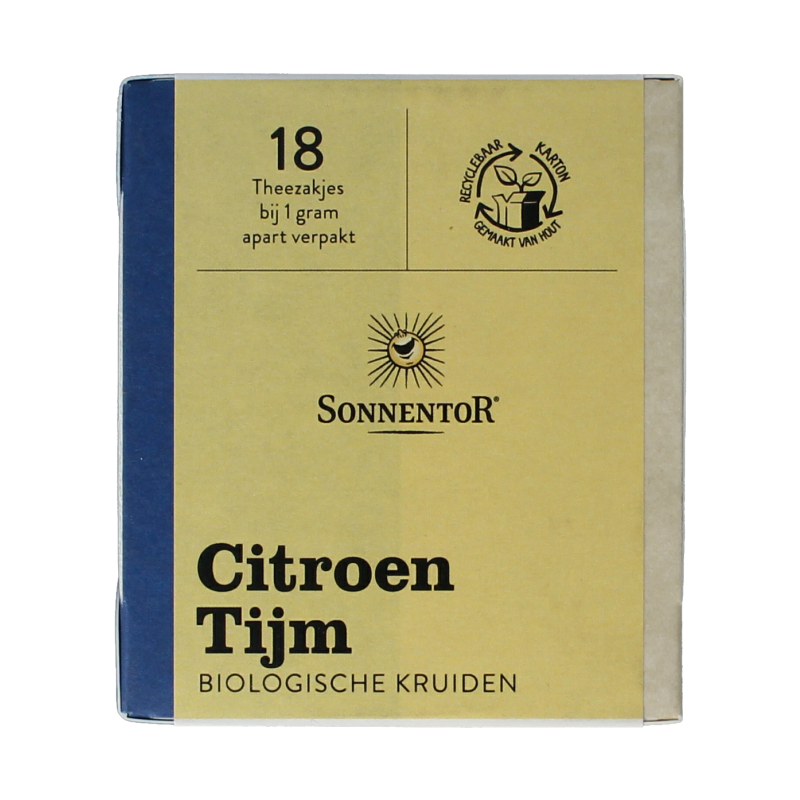 18
Theezakjes
bij 1 gram
apart verpakt
RECYCLEBAAR
KARTON
GEMAAKT VAN HOUT
SONNENTOR®
Citroen
Tijm
BIOLOGISCHE KRUIDEN